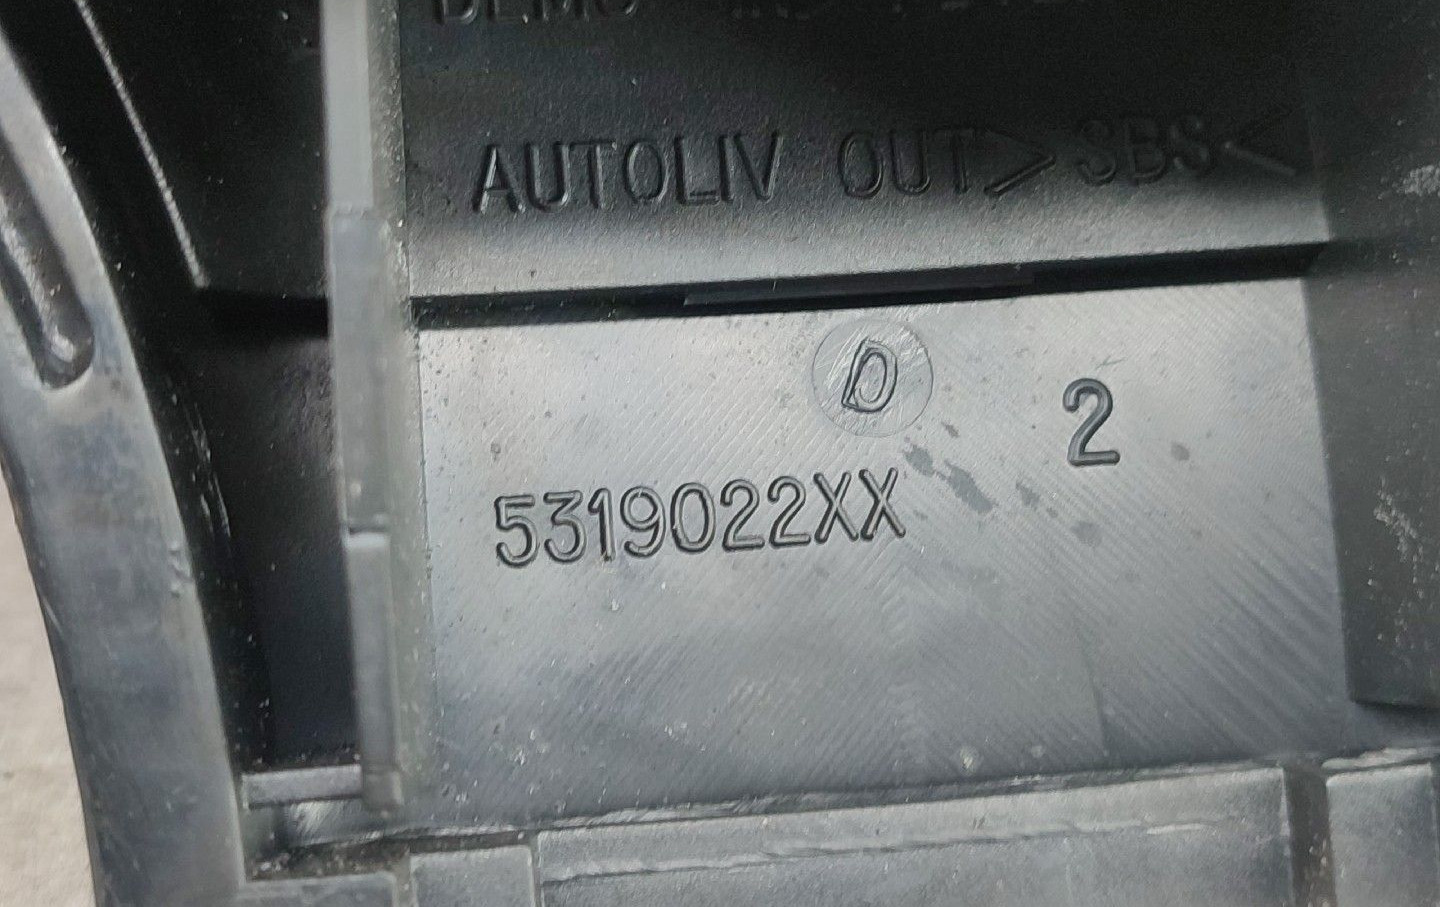 AUTOLIV OUT>SBS<
D
2
5319022XX